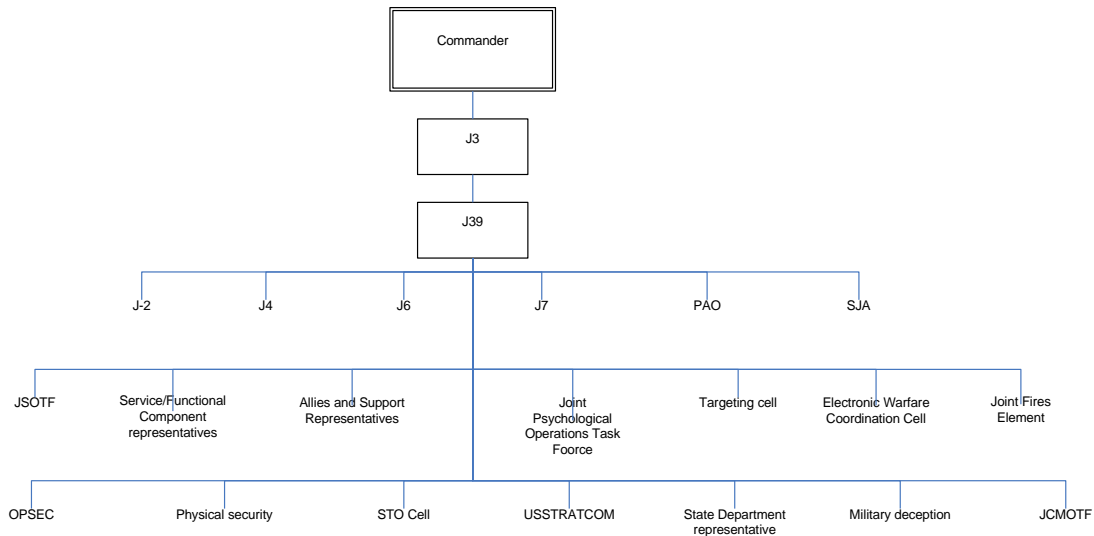 Commander
J3
J39
J-2
J4
J6
J7
PAO
SJA
JSOTF
Service/Functional
Component
representatives
Allies and Support
Representatives
Joint
Psychological
Operations Task
Foorce
Targeting cell
Electronic Warfare
Coordination Cell
Joint Fires
Element
OPSEC
Physical security
STO Cell
USSTRATCOM
State Department
representative
Military deception
JCMOTF